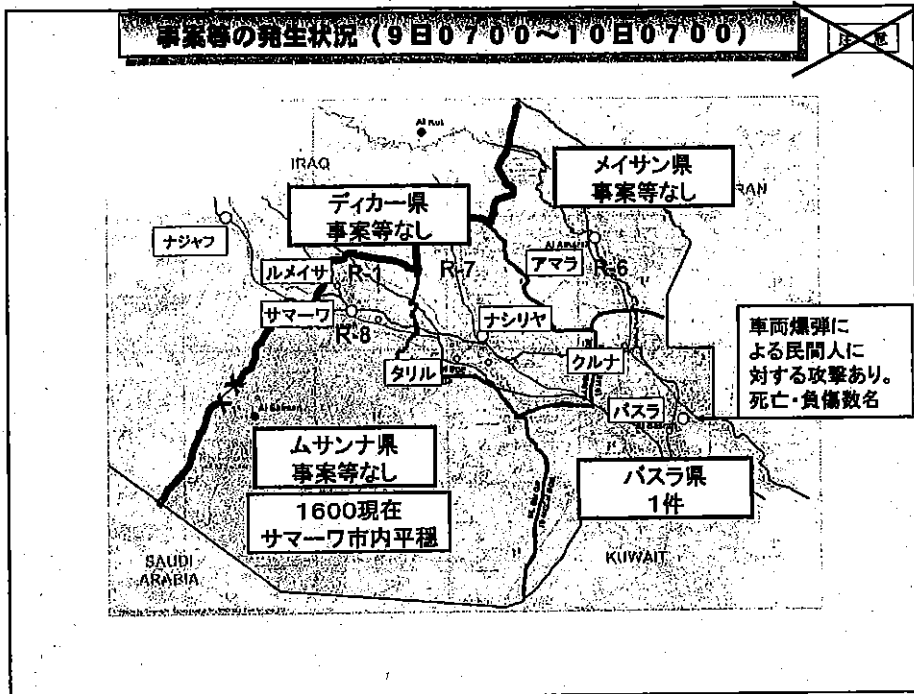 事案等の発生状況（9日0700～10日0700）
注意
Al Kut
IRAQ
メイサン県
事案等なし
RAN
ディカー県
事案等なし
ナジャフ
アマラ
R-6
ルメイサ
R-1
R-7
サマーワ
R-8
ナシリヤ
クルナ
タリル
バスラ
車両爆弾に
よる民間人に
対する攻撃あり。
死亡・負傷数名
ムサンナ県
事案等なし
バスラ県
1件
1600現在
サマーワ市内平穏
SAUDI
ARABIA
KUWAIT